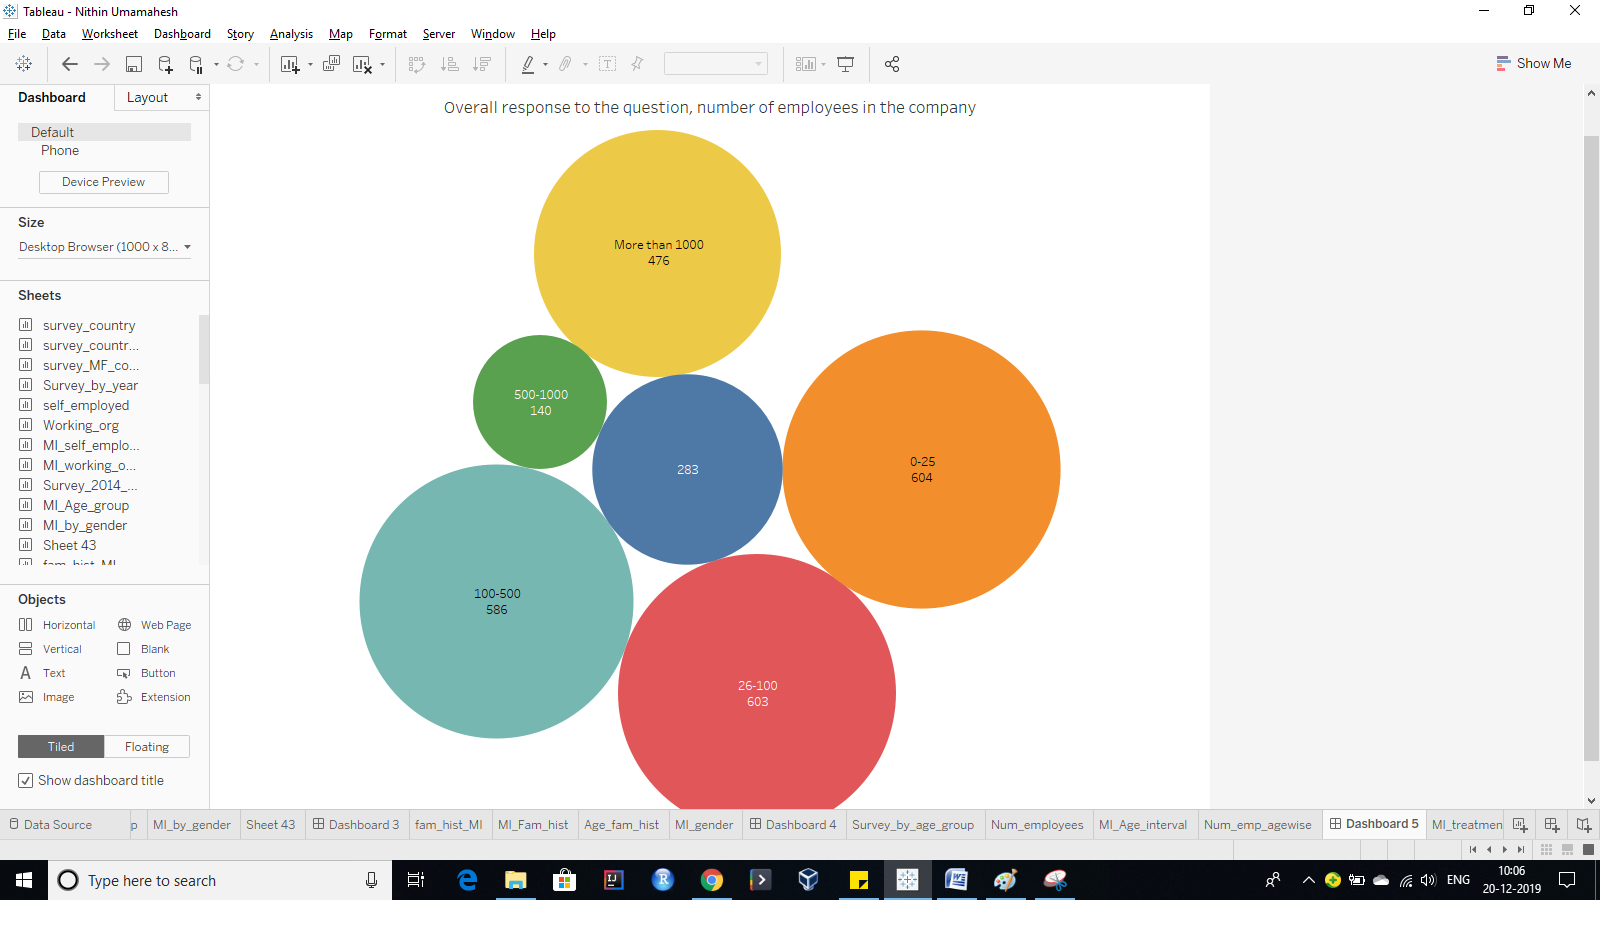 Tableau - Nithin Umamahesh
File Data Worksheet Dashboard Story Analysis Map Format Server Window Help
Show Me
Dashboard Layout
Default
Phone
Device Preview
Size
Desktop Browser (1000 x 8...
Sheets
survey_country
survey_countr...
survey_MF_co...
Survey_by_year
self_employed
Working_org
MI_self_emplo...
MI_working_o...
Survey_2014_...
MI_Age_group
MI_by_gender
Sheet 43
fam_hist_MI
Objects
Horizontal Web Page
Vertical Blank
Text Button
Image Extension
Tiled Floating
Show dashboard title
Overall response to the question, number of employees in the company
More than 1000
476
500-1000
140
283
0-25
604
100-500
586
26-100
603
Data Source p MI_by_gender Sheet 43 Dashboard 3 fam_hist_MI MI_Fam_hist Age_fam_hist MI_gender Dashboard 4 Survey_by_age_group Num_employees MI_Age_interval Num_emp_agewise Dashboard 5 MI_treatmen
Type here to search
ENG
10:06
20-12-2019